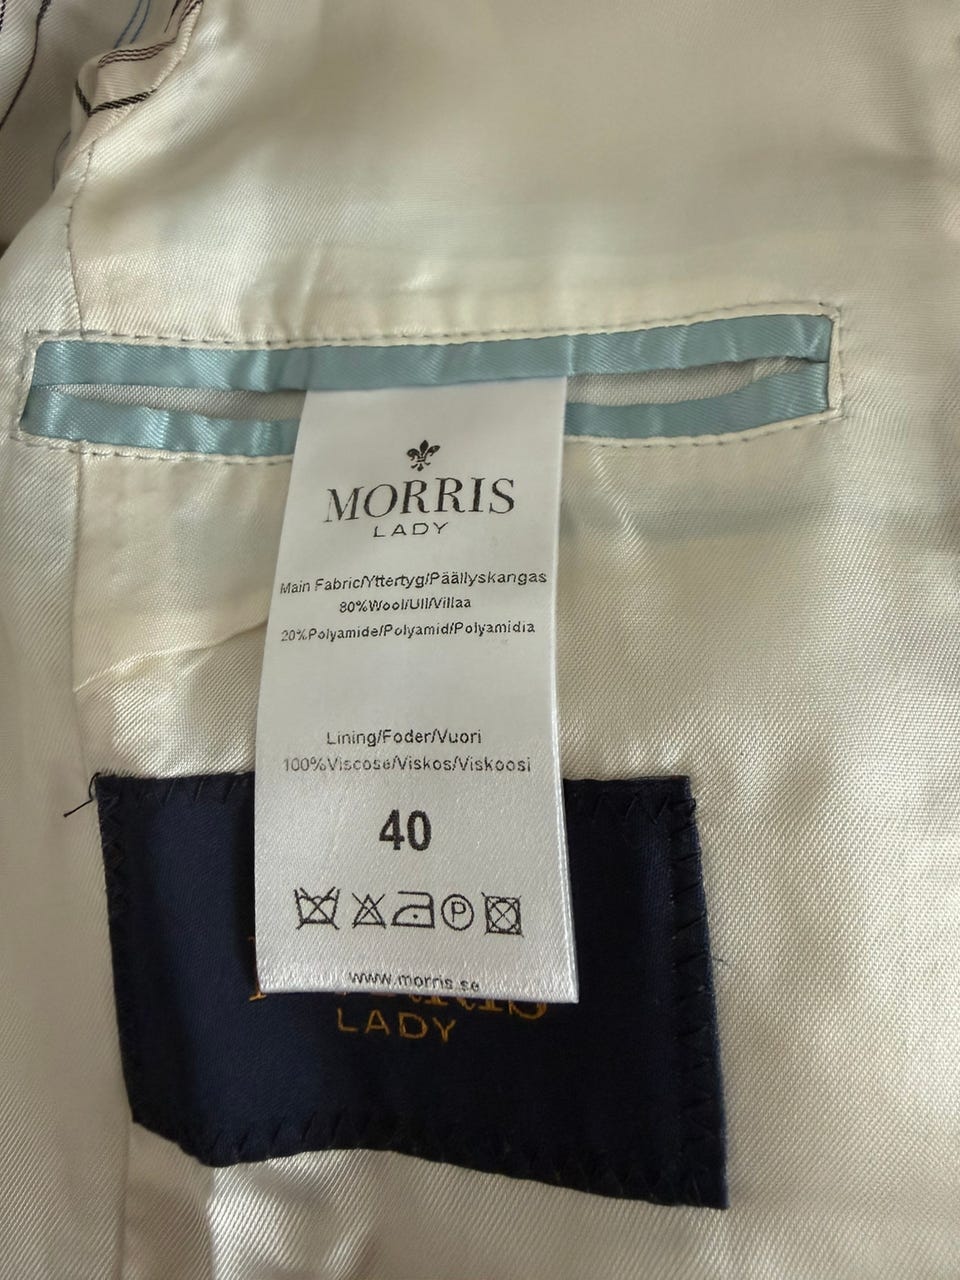 MORRIS
LADY
Main Fabric/Yttertyg/Päällyskangas
80%Wool/Ull/Villaa
20%Polyamide/Polyamid/Polyamidia
Lining/Foder/Vuori
100%Viscose/Viskos/Viskoosi
40
P
www.morris.se
LADY